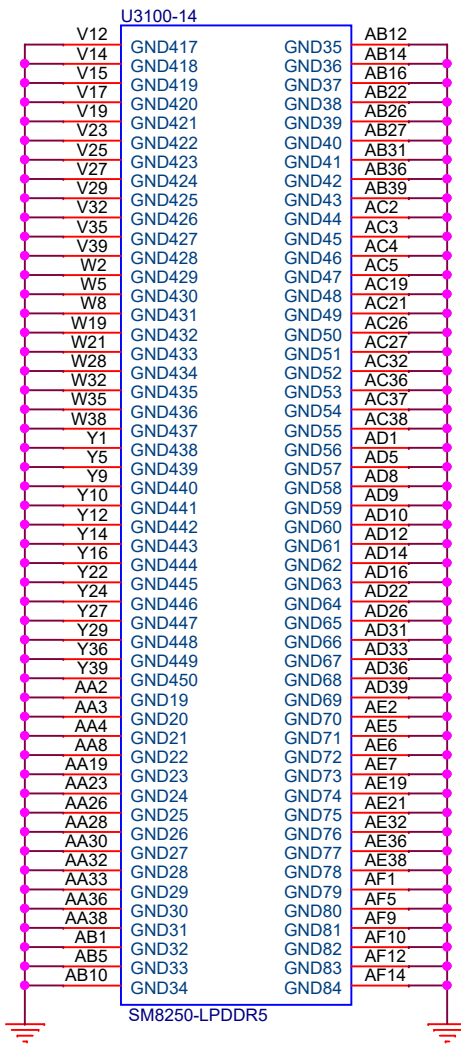 U3100-14
V12 GND417 GND35 AB12
V14 GND418 GND36 AB14
V15 GND419 GND37 AB16
V17 GND420 GND38 AB22
V19 GND421 GND39 AB26
V23 GND422 GND40 AB27
V25 GND423 GND41 AB31
V27 GND424 GND42 AB36
V29 GND425 GND43 AB39
V32 GND426 GND44 AC2
V35 GND427 GND45 AC3
V39 GND428 GND46 AC4
W2 GND429 GND47 AC5
W5 GND430 GND48 AC19
W8 GND431 GND49 AC21
W19 GND432 GND50 AC26
W21 GND433 GND51 AC27
W28 GND434 GND52 AC32
W32 GND435 GND53 AC36
W35 GND436 GND54 AC37
W38 GND437 GND55 AC38
Y1 GND438 GND56 AD1
Y5 GND439 GND57 AD5
Y9 GND440 GND58 AD8
Y10 GND441 GND59 AD9
Y12 GND442 GND60 AD10
Y14 GND443 GND61 AD12
Y16 GND444 GND62 AD14
Y22 GND445 GND63 AD16
Y24 GND446 GND64 AD22
Y27 GND447 GND65 AD26
Y29 GND448 GND66 AD31
Y36 GND449 GND67 AD33
Y39 GND450 GND68 AD36
AA2 GND19 GND69 AD39
AA3 GND20 GND70 AE2
AA4 GND21 GND71 AE5
AA8 GND22 GND72 AE6
AA19 GND23 GND73 AE7
AA23 GND24 GND74 AE19
AA26 GND25 GND75 AE21
AA28 GND26 GND76 AE32
AA30 GND27 GND77 AE36
AA32 GND28 GND78 AE38
AA33 GND29 GND79 AF1
AA36 GND30 GND80 AF5
AA38 GND31 GND81 AF9
AB1 GND32 GND82 AF10
AB5 GND33 GND83 AF12
AB10 GND34 GND84 AF14
SM8250-LPDDR5